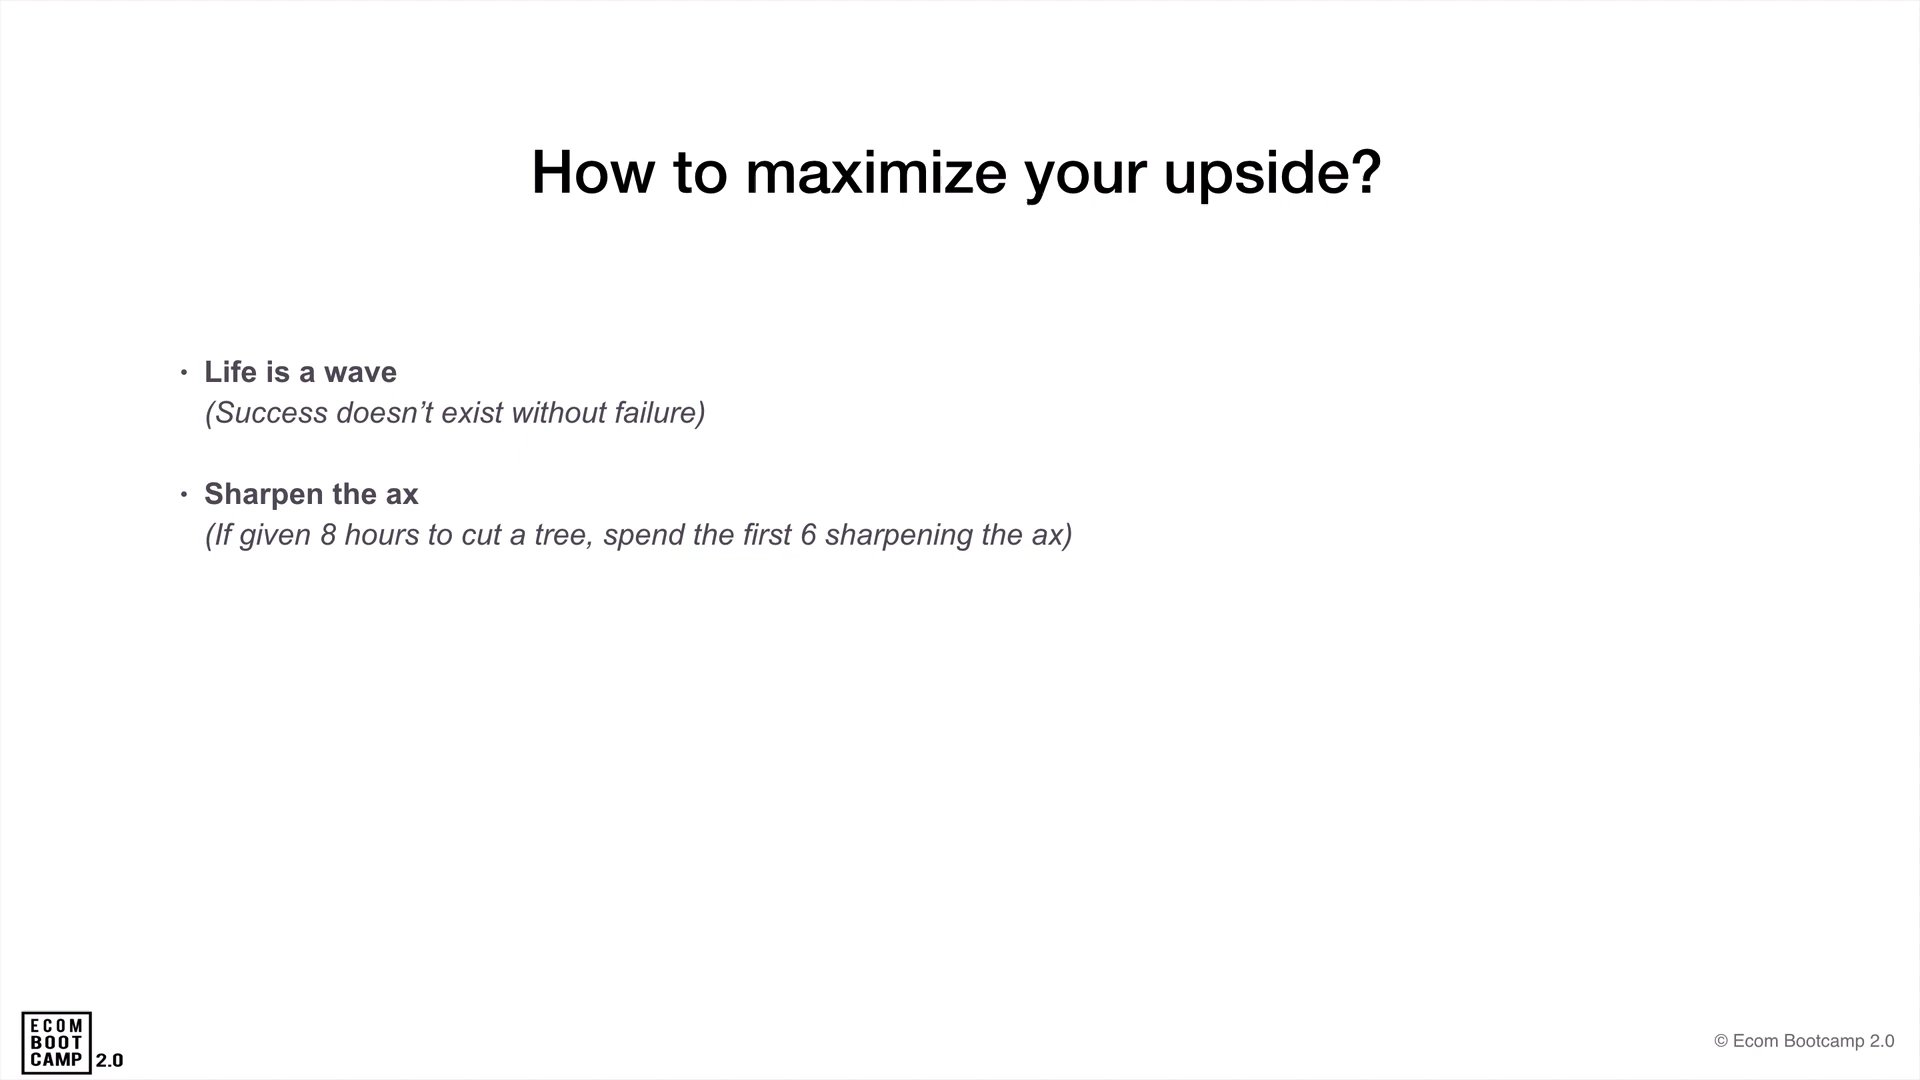 How to maximize your upside?
• Life is a wave
(Success doesn’t exist without failure)
• Sharpen the ax
(If given 8 hours to cut a tree, spend the first 6 sharpening the ax)
ECOM
BOOT
CAMP 2.0
© Ecom Bootcamp 2.0